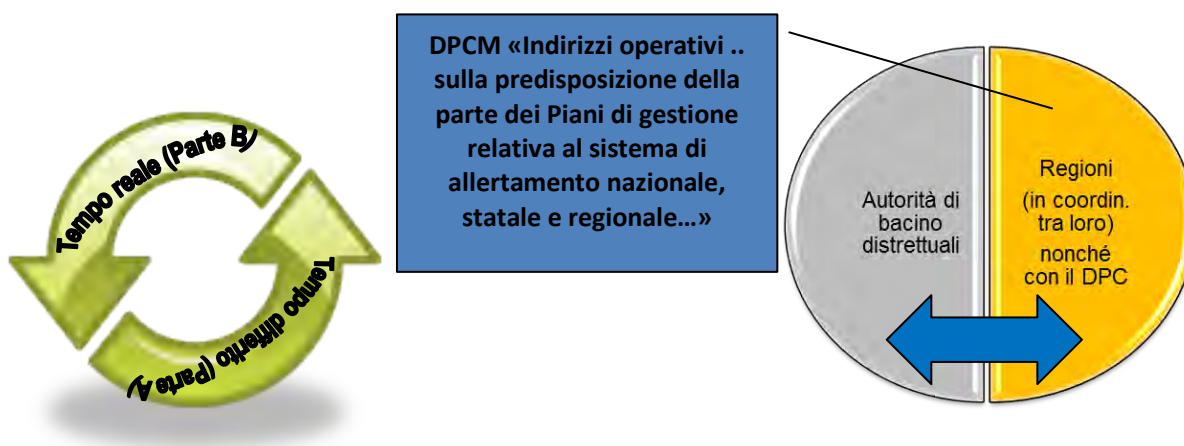 Tempo reale (Parte B)
Tempo differito (Parte A)
DPCM «Indirizzi operativi ..
sulla predisposizione della
parte dei Piani di gestione
relativa al sistema di
allertamento nazionale,
statale e regionale…»
Autorità di
bacino
distrettuali
Regioni
(in coordin.
tra loro)
nonché
con il DPC